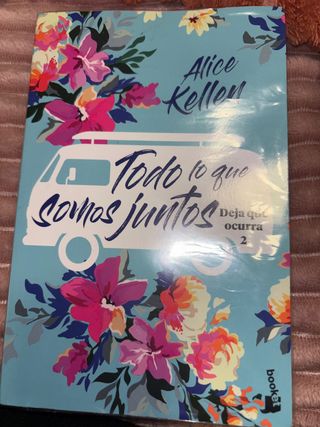 Alice
Kellen
Todo lo que
somos juntos
Deja que
ocurra
2
booket